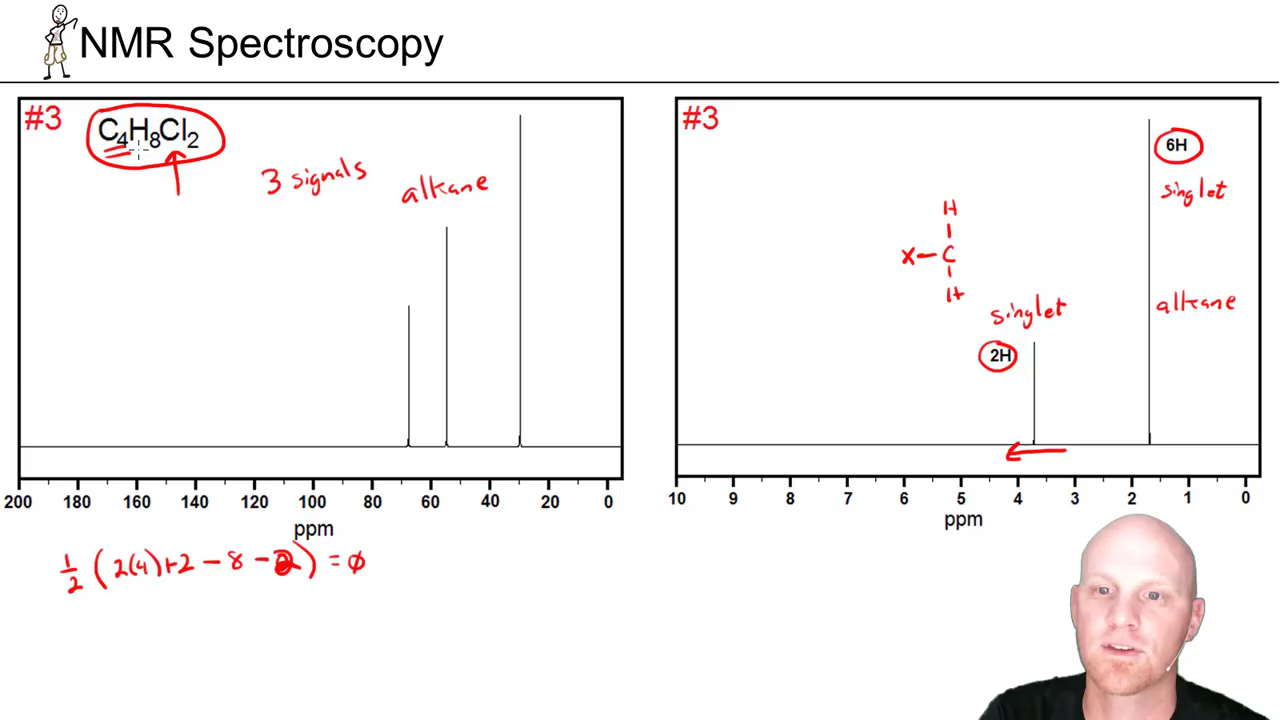 NMR Spectroscopy
#3
C4H8Cl2
3 signals
alkane
200 180 160 140 120 100 80 60 40 20 0
ppm
½ (2(4)+2 − 8 − 2) = 0
#3
6H
singlet
H
X–C
H
singlet
alkane
2H
10 9 8 7 6 5 4 3 2 1 0
ppm